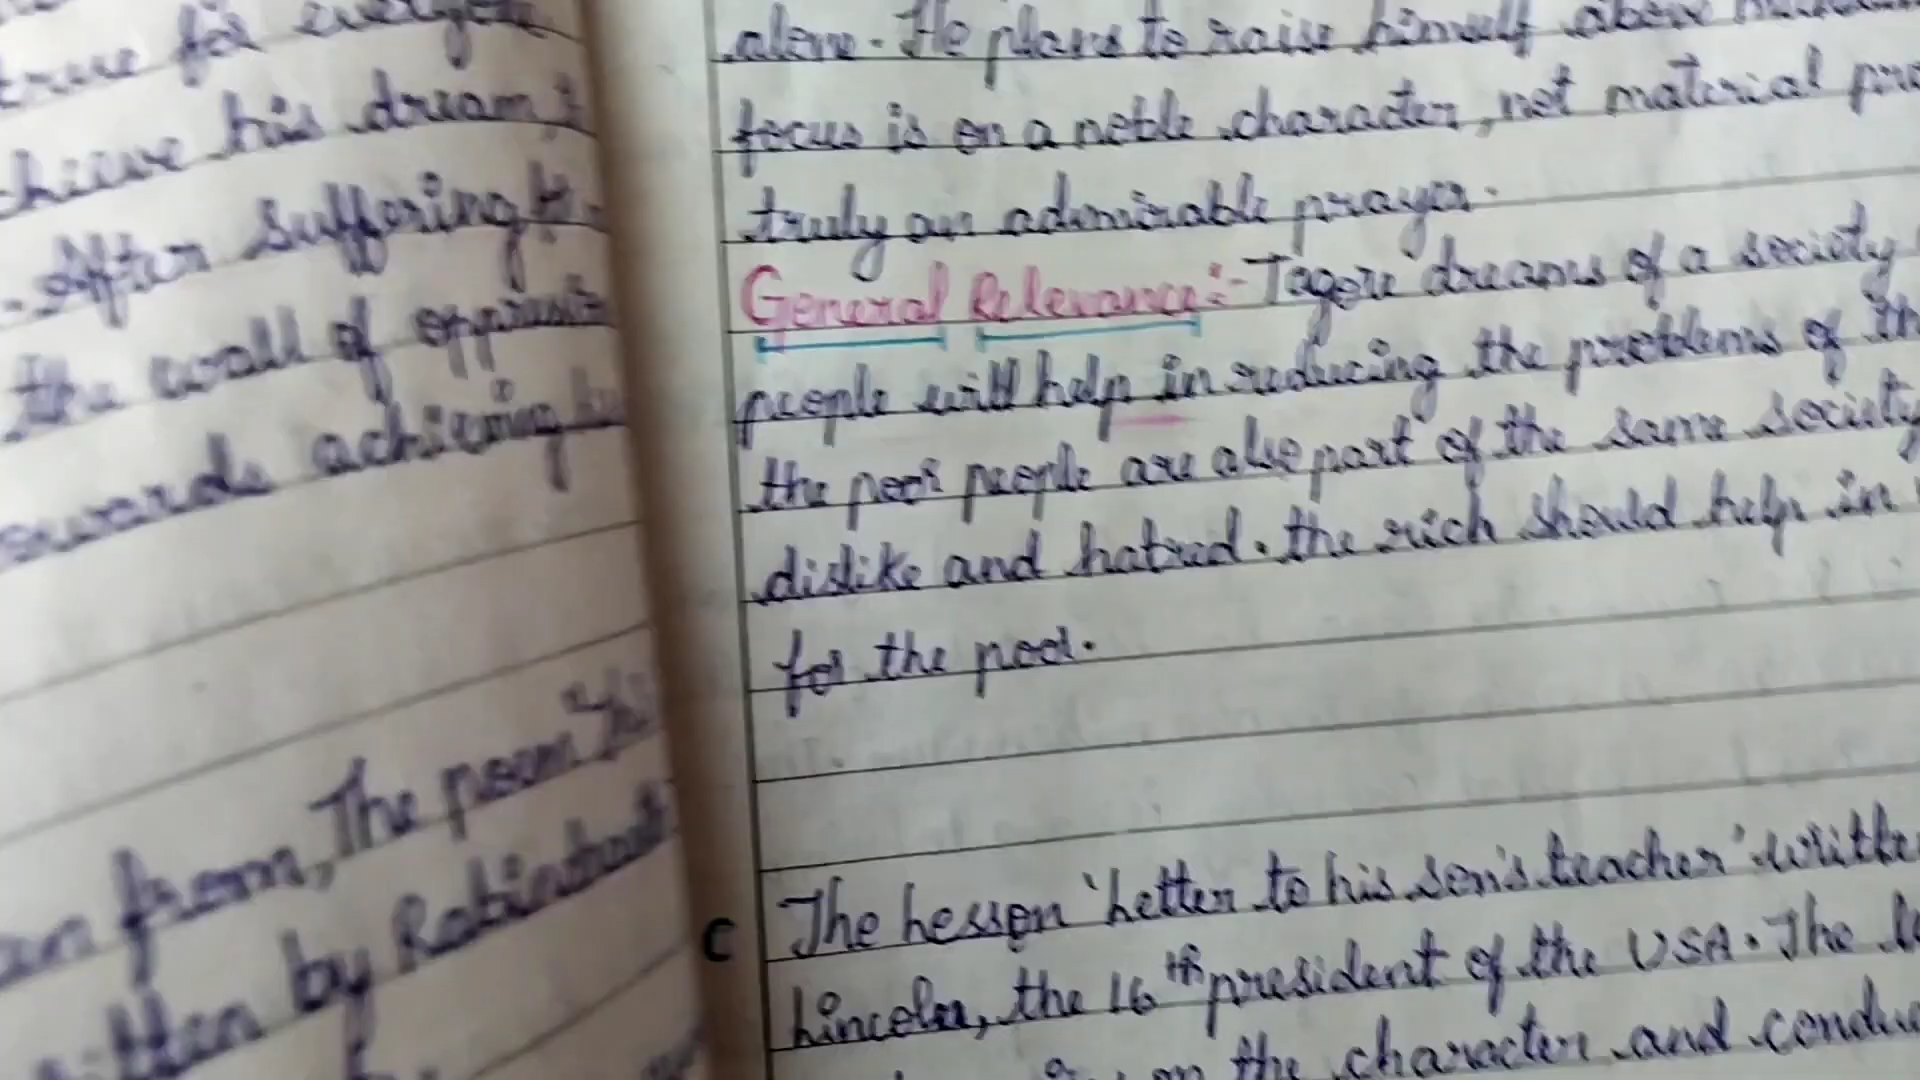 true for everyone
his dream
After suffering
the wall of
towards achieving
from, The poem
written by
alone. He plans to raise himself above
focus is on a noble character, not material
truly an admirable prayer.
General Relevance:- Tagore dreams of a society
people will help in reducing the problems of
the poor people are also part of the same society
dislike and hatred. the rich should help in
for the poor.
C The Lesson 'Letter to his son's teacher'
Lincoln, the 16th president of the USA. The
on the character and